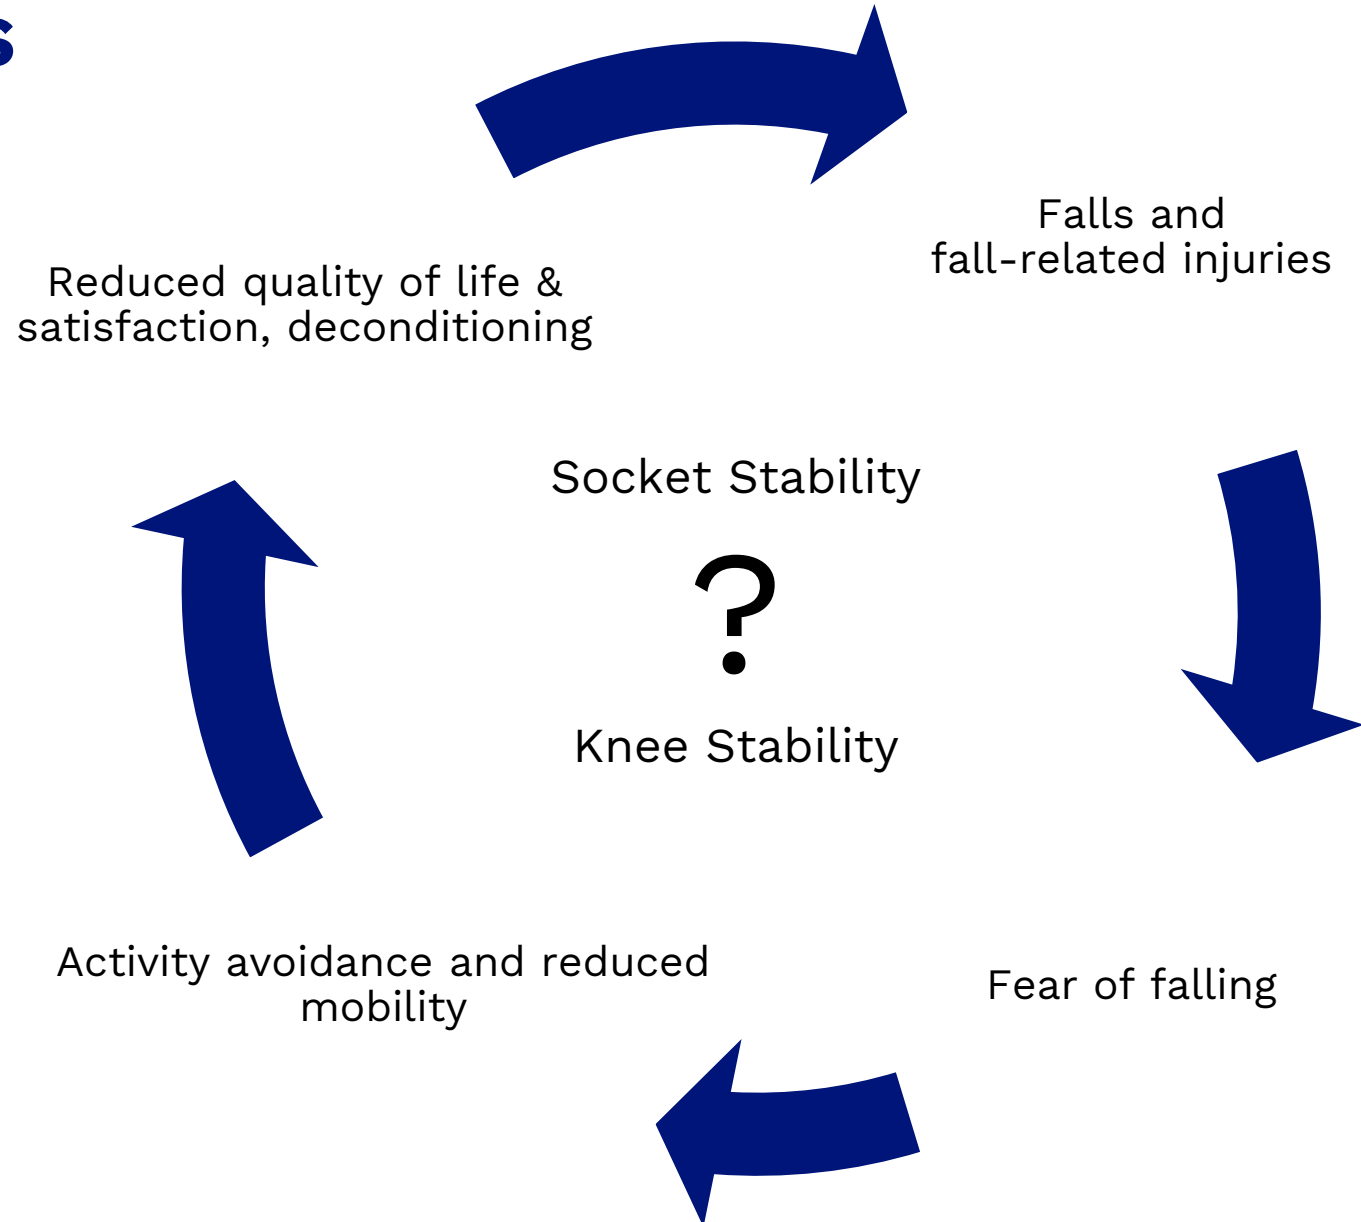 s
Falls and
fall-related injuries
Reduced quality of life &
satisfaction, deconditioning
Socket Stability
?
Knee Stability
Activity avoidance and reduced
mobility
Fear of falling